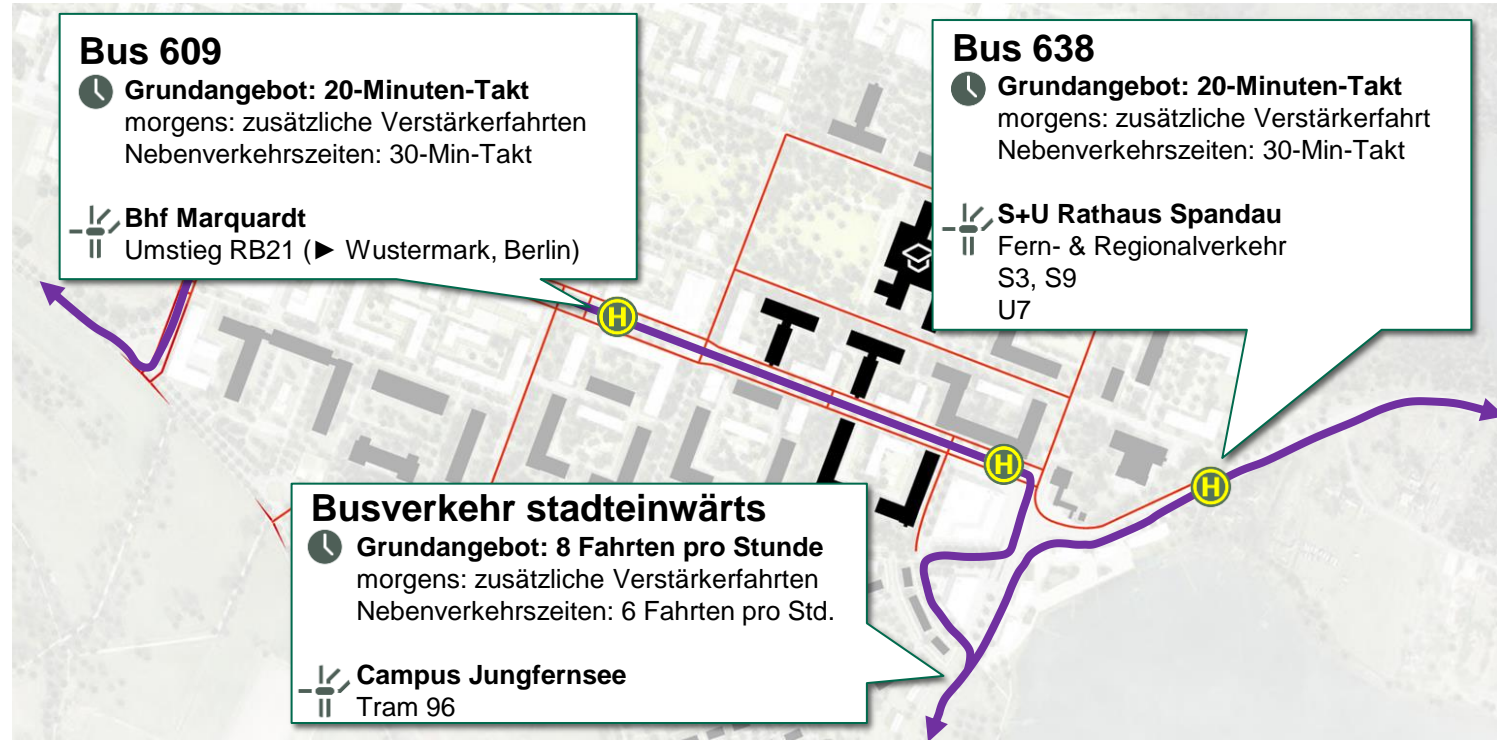 Bus 609
Grundangebot: 20-Minuten-Takt
morgens: zusätzliche Verstärkerfahrten
Nebenverkehrszeiten: 30-Min-Takt
Bhf Marquardt
Umstieg RB21 (► Wustermark, Berlin)
Bus 638
Grundangebot: 20-Minuten-Takt
morgens: zusätzliche Verstärkerfahrt
Nebenverkehrszeiten: 30-Min-Takt
S+U Rathaus Spandau
Fern- & Regionalverkehr
S3, S9
U7
H
H
H
Busverkehr stadteinwärts
Grundangebot: 8 Fahrten pro Stunde
morgens: zusätzliche Verstärkerfahrten
Nebenverkehrszeiten: 6 Fahrten pro Std.
Campus Jungfernsee
Tram 96